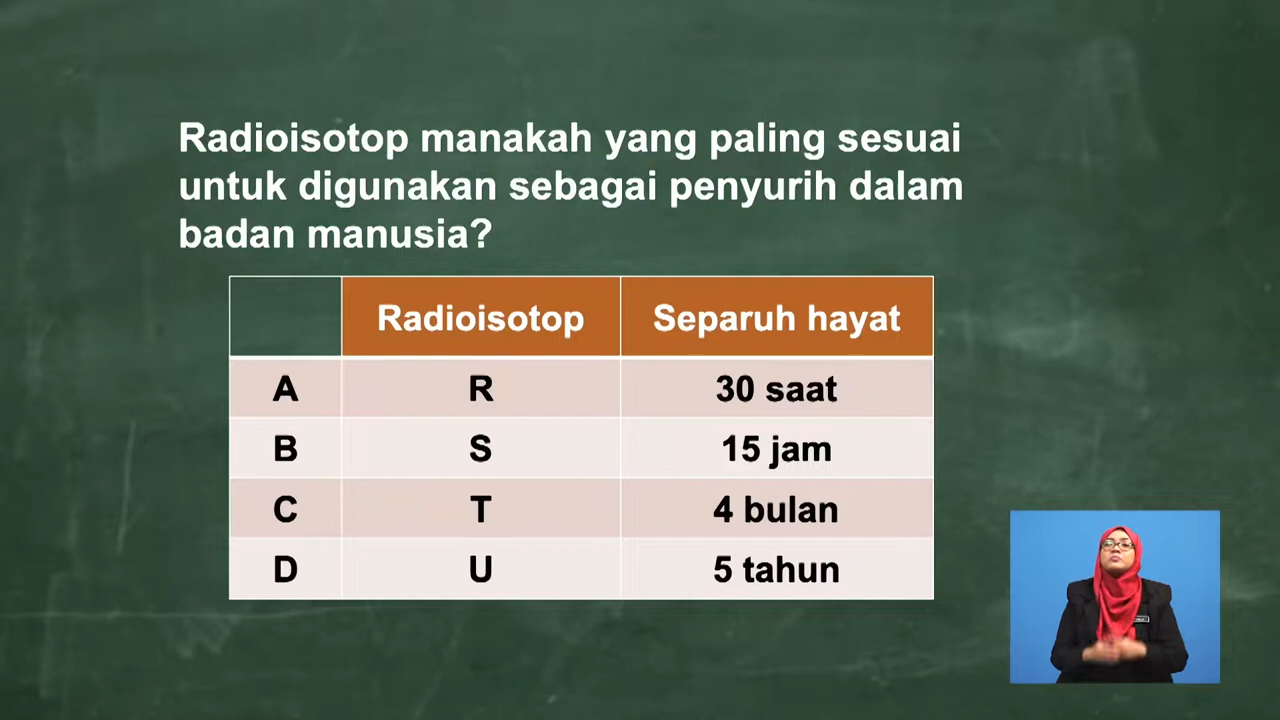 Radioisotop manakah yang paling sesuai
untuk digunakan sebagai penyurih dalam
badan manusia?
Radioisotop Separuh hayat
A R 30 saat
B S 15 jam
C T 4 bulan
D U 5 tahun